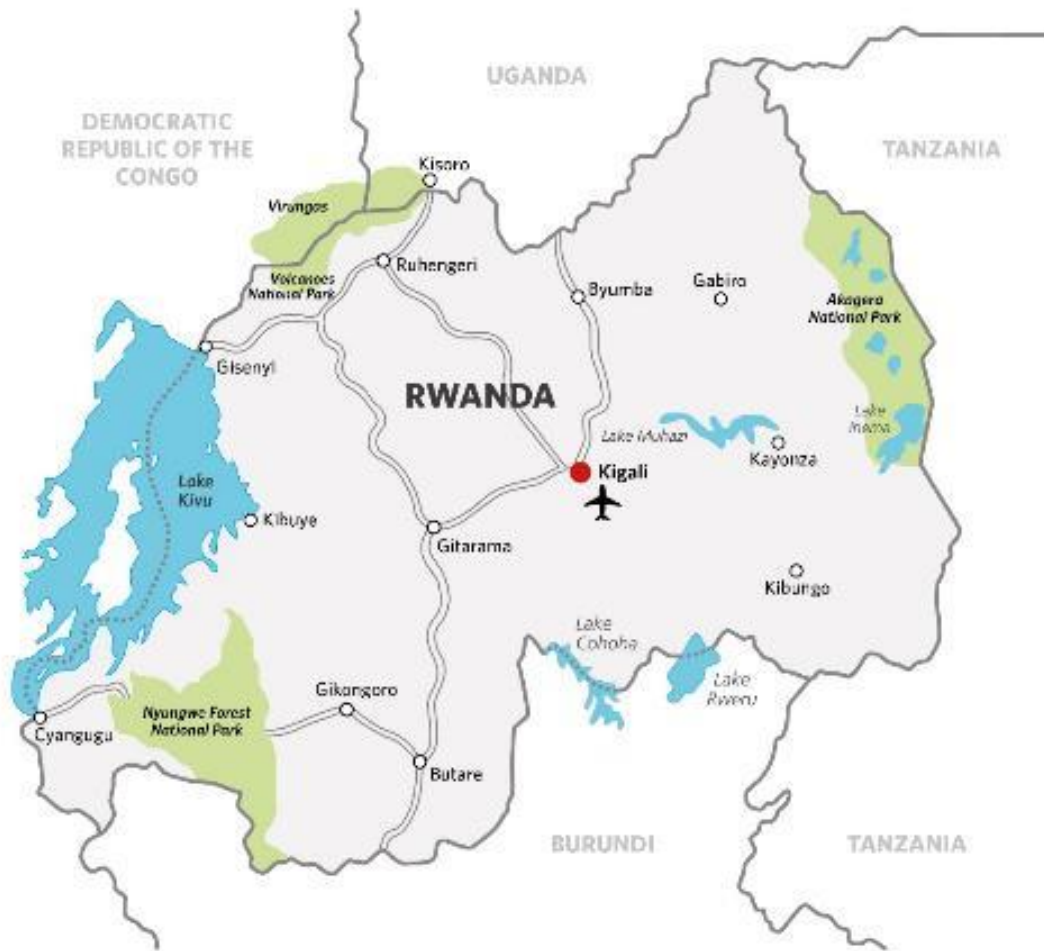 UGANDA
DEMOCRATIC
REPUBLIC OF THE
CONGO
TANZANIA
Kisoro
Virungas
Ruhengeri
Volcanoes
National Park
Byumba
Gabiro
Akagera
National Park
Gisenyi
RWANDA
Lake Muhazi
Lake
Inema
Kayonza
Kigali
Lake
Kivu
Kibuye
Gitarama
Kibungo
Lake
Cohoha
Lake
Rweru
Gikongoro
Nyungwe Forest
National Park
Cyangugu
Butare
BURUNDI
TANZANIA